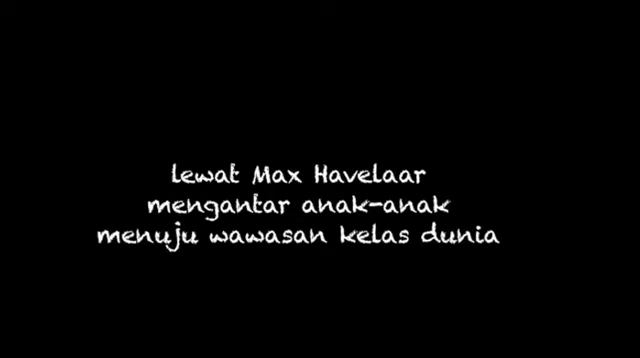 lewat Max Havelaar
mengantar anak-anak
menuju wawasan kelas dunia